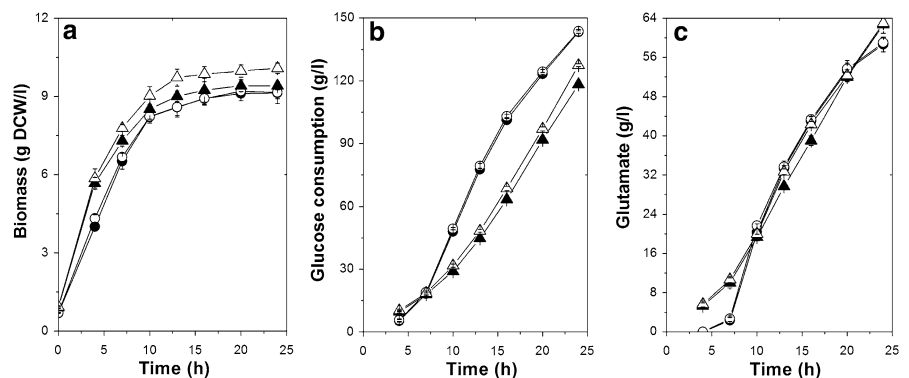 a
Biomass (g DCW/l)
12
9
6
3
0
0 5 10 15 20 25
Time (h)
b
Glucose consumption (g/l)
150
120
90
60
30
0
0 5 10 15 20 25
Time (h)
c
Glutamate (g/l)
64
56
48
40
32
24
16
8
0
0 5 10 15 20 25
Time (h)